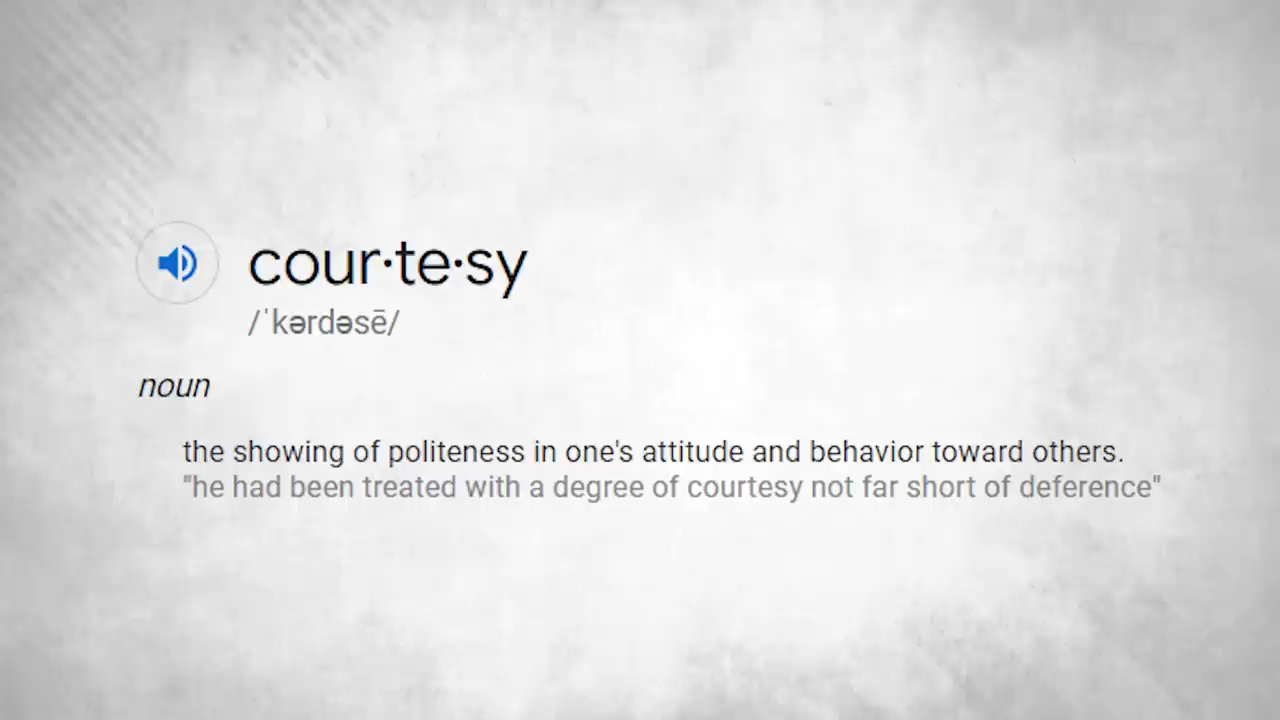 cour·te·sy
/ˈkərdəsē/
noun
the showing of politeness in one's attitude and behavior toward others.
"he had been treated with a degree of courtesy not far short of deference"